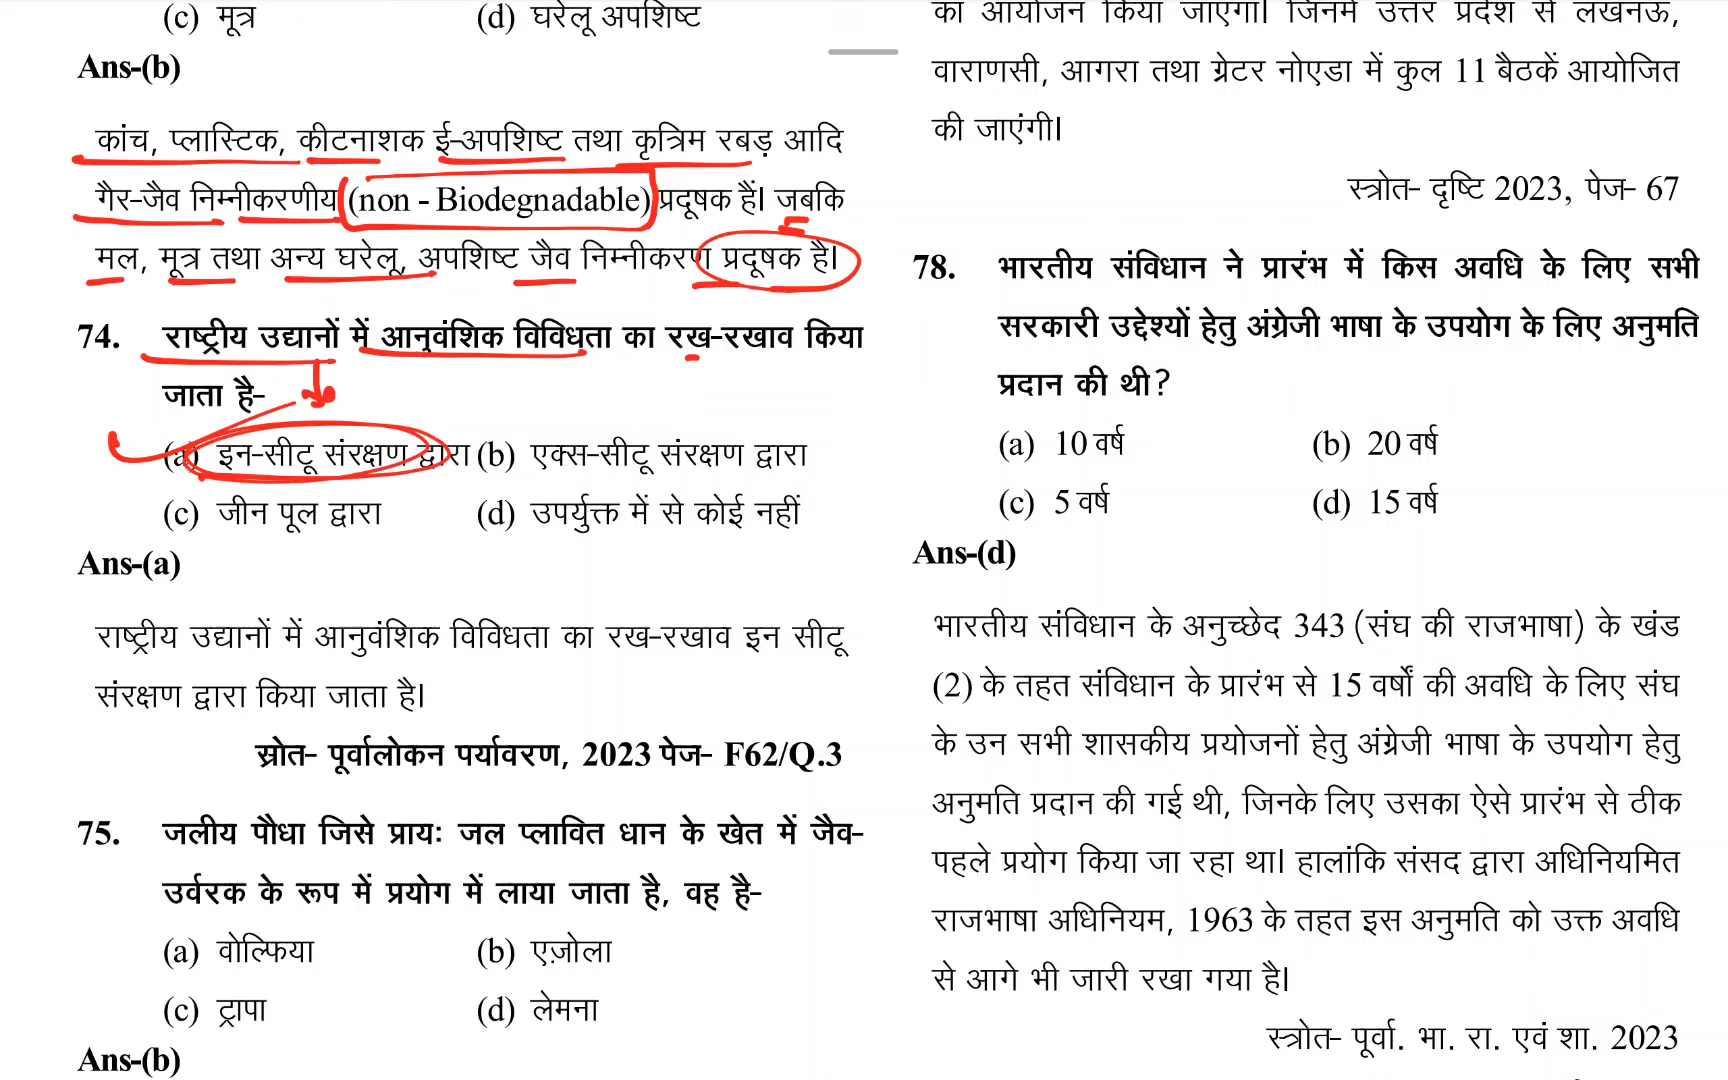 (c) मूत्र (d) घरेलू अपशिष्ट
Ans-(b)
कांच, प्लास्टिक, कीटनाशक ई-अपशिष्ट तथा कृत्रिम रबड़ आदि
गैर-जैव निम्नीकरणीय (non - Biodegnadable) प्रदूषक हैं। जबकि
मल, मूत्र तथा अन्य घरेलू, अपशिष्ट जैव निम्नीकरण प्रदूषक है।
74. राष्ट्रीय उद्यानों में आनुवंशिक विविधता का रख-रखाव किया
जाता है-
(a) इन-सीटू संरक्षण द्वारा (b) एक्स-सीटू संरक्षण द्वारा
(c) जीन पूल द्वारा (d) उपर्युक्त में से कोई नहीं
Ans-(a)
राष्ट्रीय उद्यानों में आनुवंशिक विविधता का रख-रखाव इन सीटू
संरक्षण द्वारा किया जाता है।
स्रोत- पूर्वालोकन पर्यावरण, 2023 पेज- F62/Q.3
75. जलीय पौधा जिसे प्रायः जल प्लावित धान के खेत में जैव-
उर्वरक के रूप में प्रयोग में लाया जाता है, वह है-
(a) वोल्फिया (b) एज़ोला
(c) ट्रापा (d) लेमना
Ans-(b)
का आयोजन किया जाएगा। जिनमें उत्तर प्रदेश से लखनऊ,
वाराणसी, आगरा तथा ग्रेटर नोएडा में कुल 11 बैठकें आयोजित
की जाएंगी।
स्त्रोत- दृष्टि 2023, पेज- 67
78. भारतीय संविधान ने प्रारंभ में किस अवधि के लिए सभी
सरकारी उद्देश्यों हेतु अंग्रेजी भाषा के उपयोग के लिए अनुमति
प्रदान की थी?
(a) 10 वर्ष (b) 20 वर्ष
(c) 5 वर्ष (d) 15 वर्ष
Ans-(d)
भारतीय संविधान के अनुच्छेद 343 (संघ की राजभाषा) के खंड
(2) के तहत संविधान के प्रारंभ से 15 वर्षों की अवधि के लिए संघ
के उन सभी शासकीय प्रयोजनों हेतु अंग्रेजी भाषा के उपयोग हेतु
अनुमति प्रदान की गई थी, जिनके लिए उसका ऐसे प्रारंभ से ठीक
पहले प्रयोग किया जा रहा था। हालांकि संसद द्वारा अधिनियमित
राजभाषा अधिनियम, 1963 के तहत इस अनुमति को उक्त अवधि
से आगे भी जारी रखा गया है।
स्त्रोत- पूर्वा. भा. रा. एवं शा. 2023